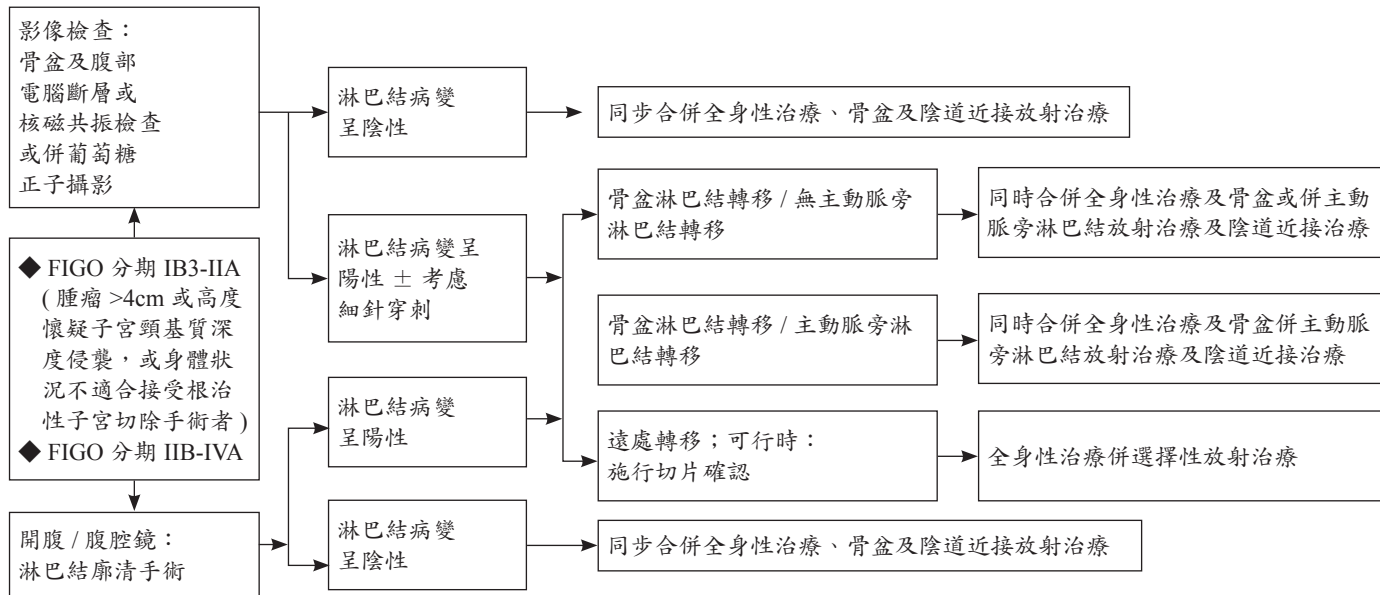 影像檢查：
骨盆及腹部
電腦斷層或
核磁共振檢查
或併葡萄糖
正子攝影
◆ FIGO 分期 IB3-IIA
( 腫瘤 >4cm 或高度
懷疑子宮頸基質深
度侵襲，或身體狀
況不適合接受根治
性子宮切除手術者 )
◆ FIGO 分期 IIB-IVA
開腹 / 腹腔鏡：
淋巴結廓清手術
淋巴結病變
呈陰性
同步合併全身性治療、骨盆及陰道近接放射治療
淋巴結病變呈
陽性 ± 考慮
細針穿刺
骨盆淋巴結轉移 / 無主動脈旁
淋巴結轉移
同時合併全身性治療及骨盆或併主動
脈旁淋巴結放射治療及陰道近接治療
骨盆淋巴結轉移 / 主動脈旁淋
巴結轉移
同時合併全身性治療及骨盆併主動脈
旁淋巴結放射治療及陰道近接治療
淋巴結病變
呈陽性
遠處轉移；可行時：
施行切片確認
全身性治療併選擇性放射治療
淋巴結病變
呈陰性
同步合併全身性治療、骨盆及陰道近接放射治療